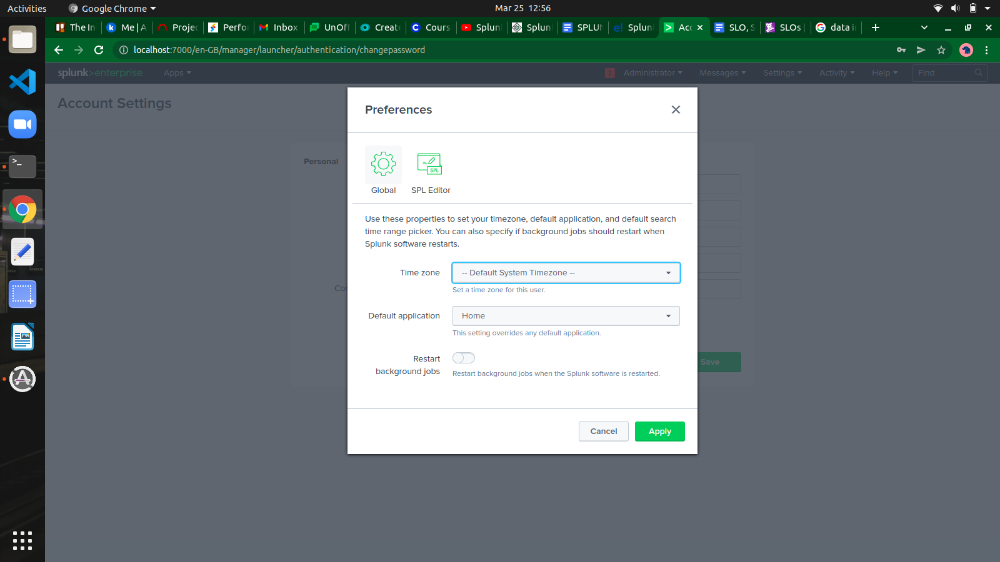 Activities
Google Chrome
Mar 25 12:56
The In
Me | A
Projec
Perfo
Inbox
UnOf
Create
Cours
Splun
Splun
SPLUN
Splun
Acc
SLO, S
SLOs
data in
localhost:7000/en-GB/manager/launcher/authentication/changepassword
splunk>enterprise
Apps
Administrator
Messages
Settings
Activity
Help
Find
Account Settings
Preferences
Personal
SPL
Global
SPL Editor
Use these properties to set your timezone, default application, and default search
time range picker. You can also specify if background jobs should restart when
Splunk software restarts.
Time zone
-- Default System Timezone --
Set a time zone for this user.
Con
Default application
Home
This setting overrides any default application.
Restart
background jobs
Restart background jobs when the Splunk software is restarted.
Save
Cancel
Apply